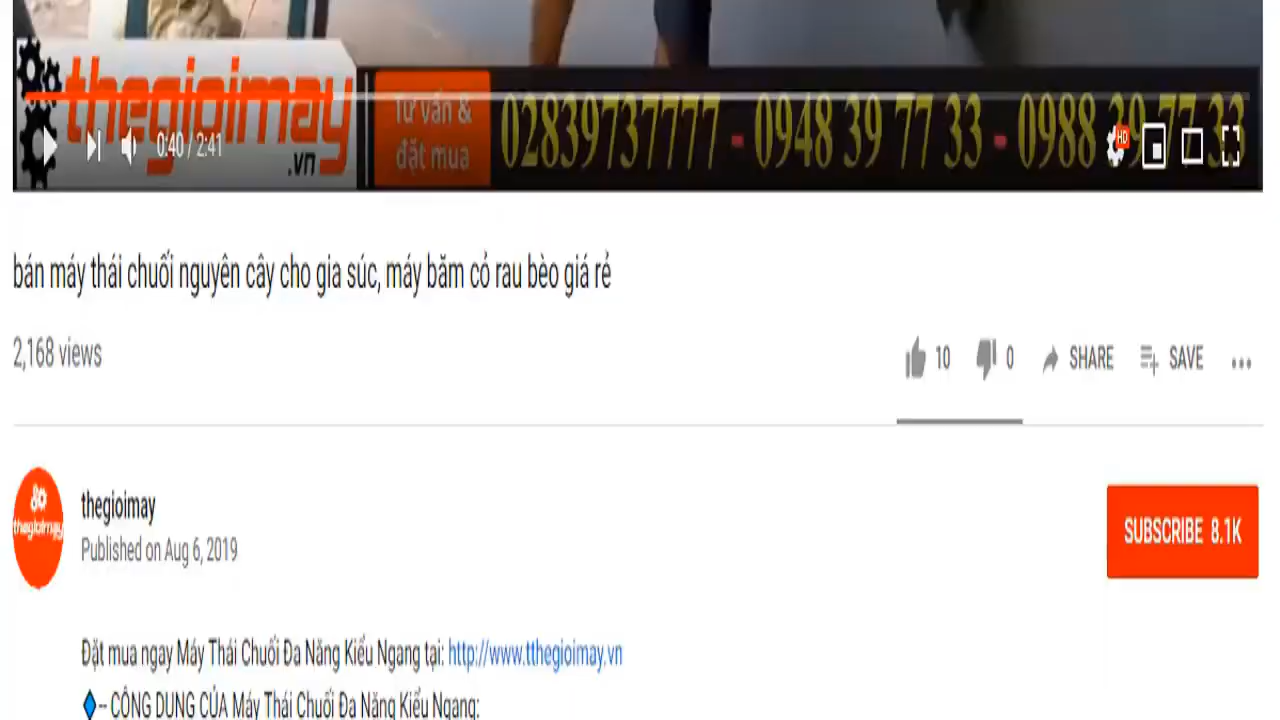 thegioimay
.vn
Tư vấn &
đặt mua
02839737777 - 0948 39 77 33 - 0988 39 77 33
0:40 / 2:41
HD
bán máy thái chuối nguyên cây cho gia súc, máy băm cỏ rau bèo giá rẻ
2,168 views
10 0 SHARE SAVE
thegioimay
thegioimay
Published on Aug 6, 2019
SUBSCRIBE 8.1K
Đặt mua ngay Máy Thái Chuối Đa Năng Kiểu Ngang tại: http://www.tthegioimay.vn
-- CÔNG DỤNG CỦA Máy Thái Chuối Đa Năng Kiểu Ngang: